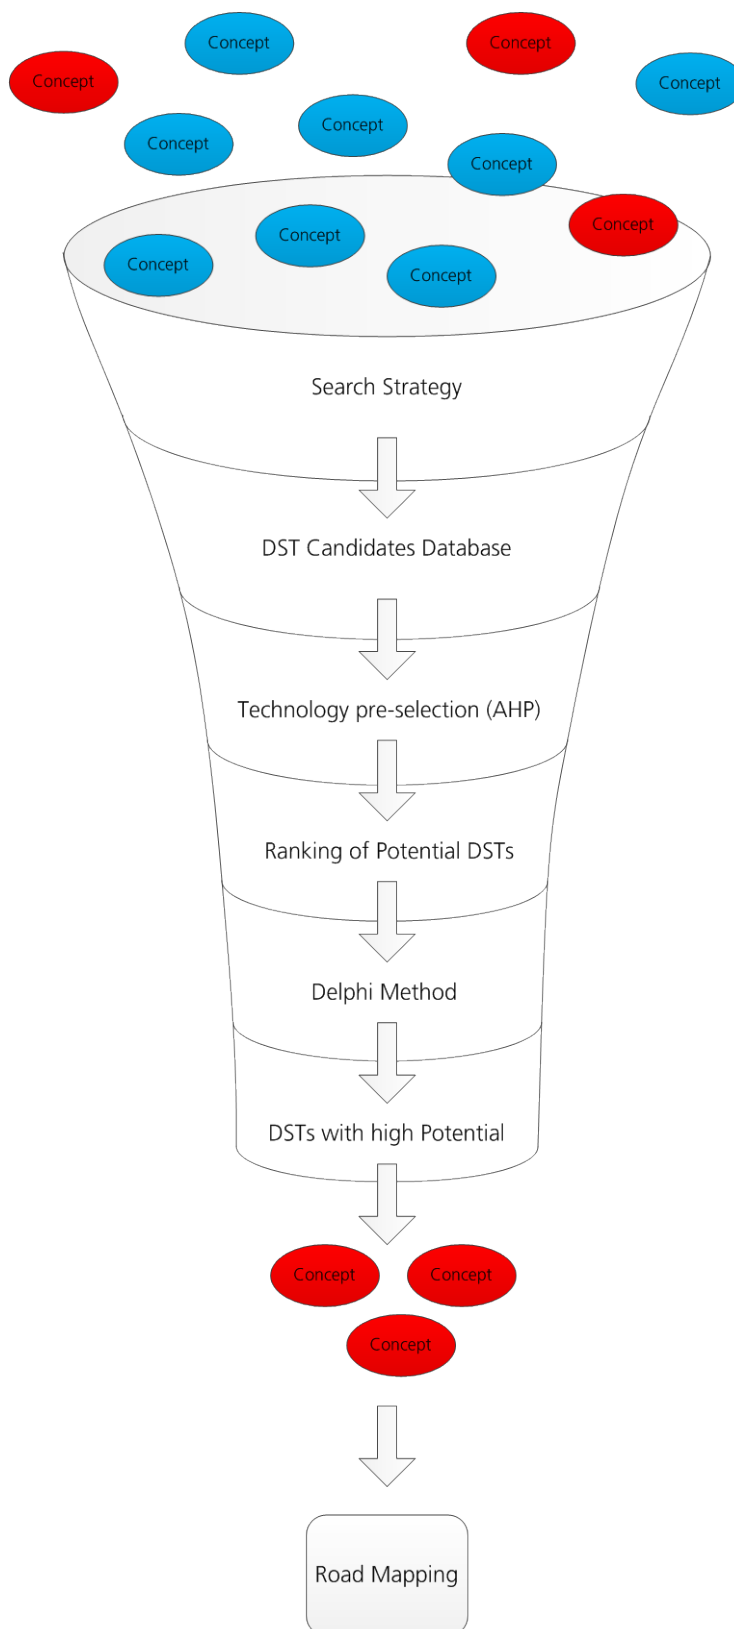 Concept
Concept
Concept
Concept
Concept
Concept
Concept
Concept
Concept
Concept
Concept
Search Strategy
DST Candidates Database
Technology pre-selection (AHP)
Ranking of Potential DSTs
Delphi Method
DSTs with high Potential
Concept
Concept
Concept
Road Mapping